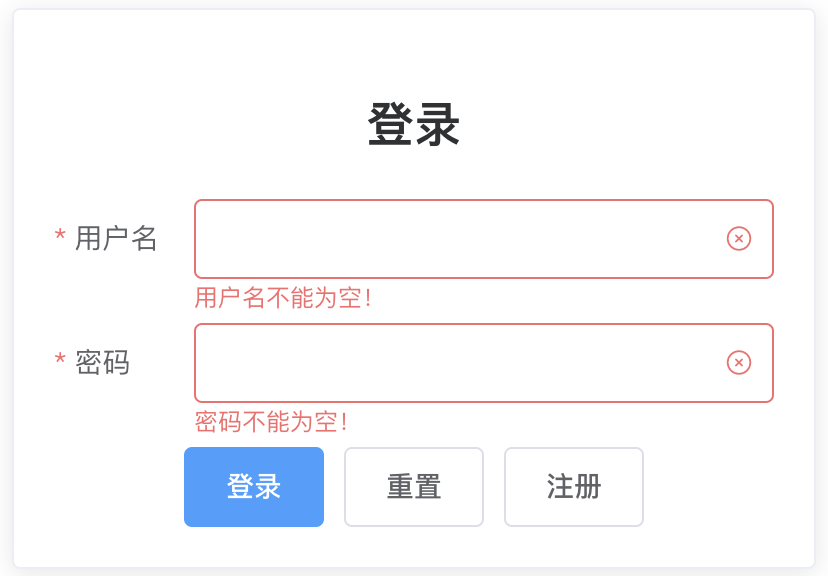 登录
* 用户名
用户名不能为空！
* 密码
密码不能为空！
登录 重置 注册